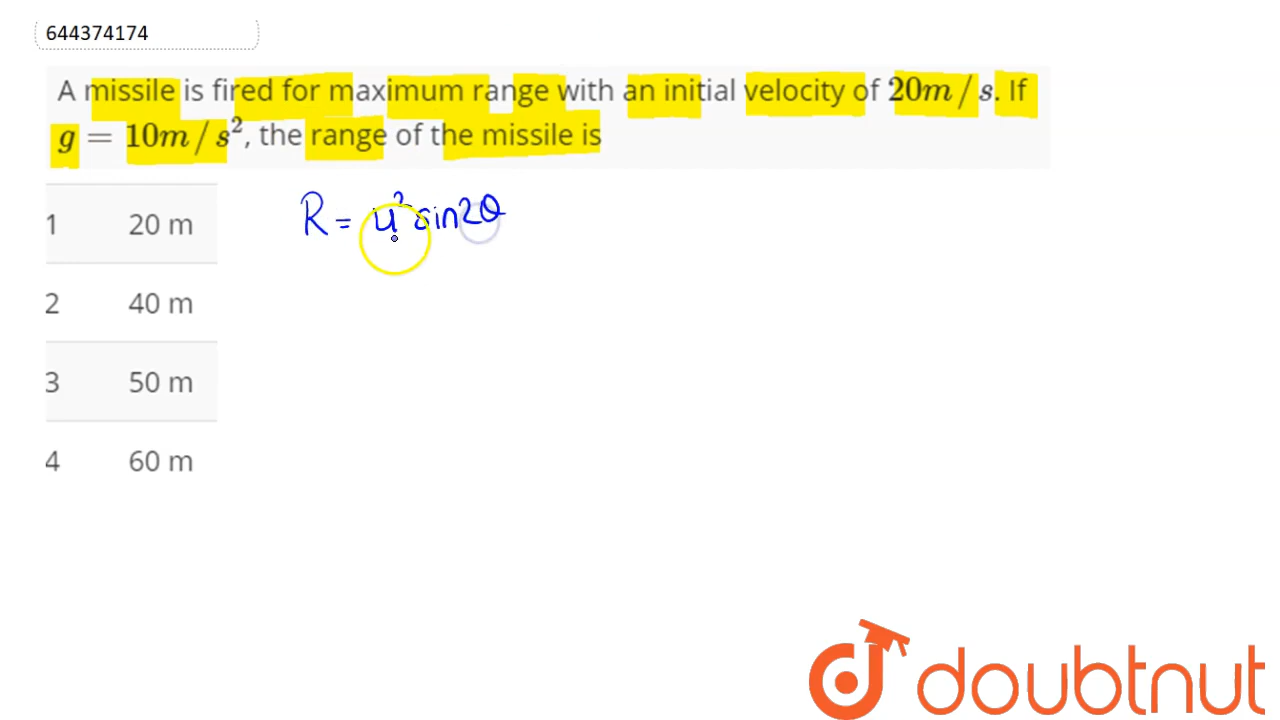 644374174
A missile is fired for maximum range with an initial velocity of 20m/s. If
g = 10m/s², the range of the missile is
R = u² sin2θ
1 20 m
2 40 m
3 50 m
4 60 m
doubtnut